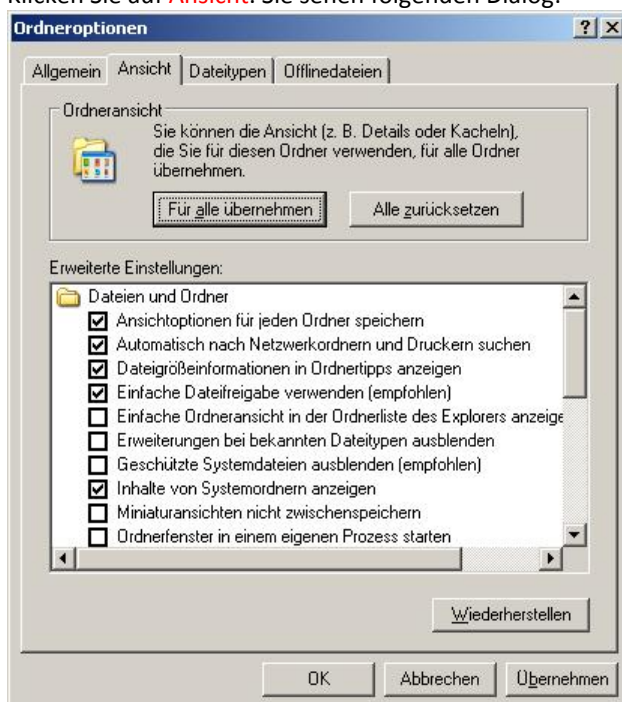 Klicken Sie auf Ansicht. Sie sehen folgenden Dialog:
Ordneroptionen
Allgemein Ansicht Dateitypen Offlinedateien
Ordneransicht
Sie können die Ansicht (z. B. Details oder Kacheln),
die Sie für diesen Ordner verwenden, für alle Ordner
übernehmen.
Für alle übernehmen Alle zurücksetzen
Erweiterte Einstellungen:
Dateien und Ordner
Ansichtoptionen für jeden Ordner speichern
Automatisch nach Netzwerkordnern und Druckern suchen
Dateigrößeinformationen in Ordnertipps anzeigen
Einfache Dateifreigabe verwenden (empfohlen)
Einfache Ordneransicht in der Ordnerliste des Explorers anzeige
Erweiterungen bei bekannten Dateitypen ausblenden
Geschützte Systemdateien ausblenden (empfohlen)
Inhalte von Systemordnern anzeigen
Miniaturansichten nicht zwischenspeichern
Ordnerfenster in einem eigenen Prozess starten
Wiederherstellen
OK Abbrechen Übernehmen